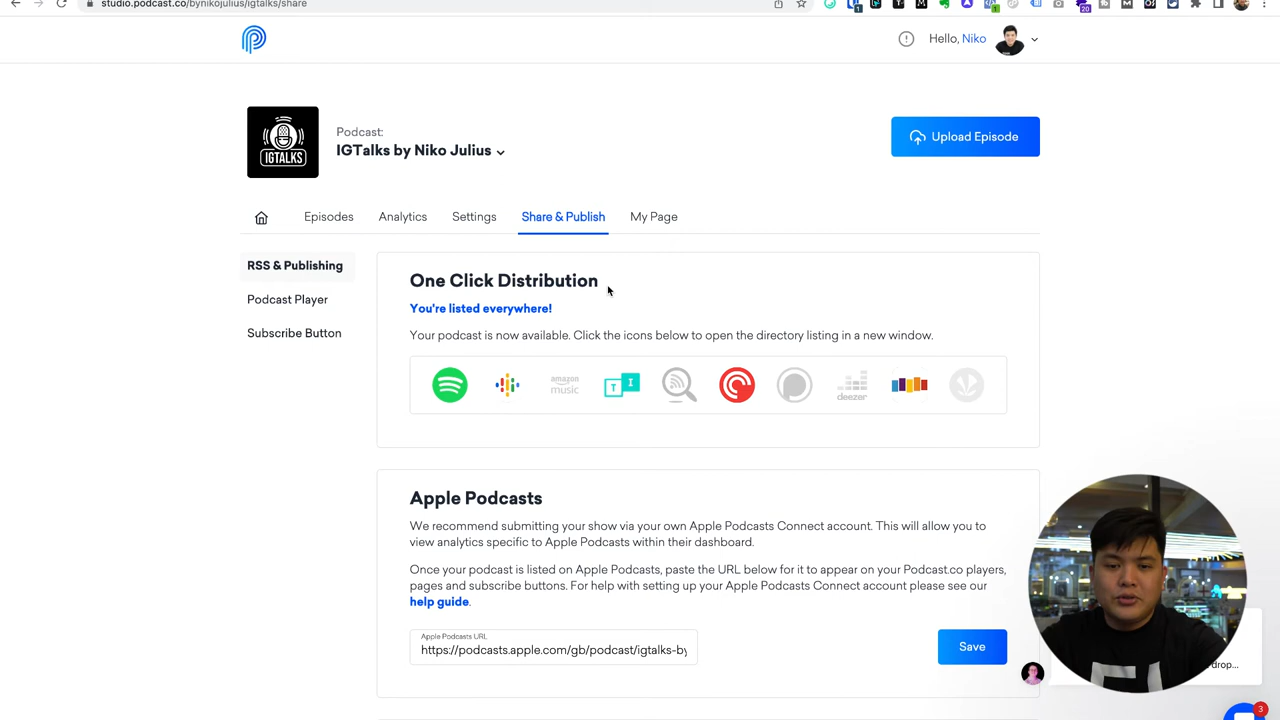 studio.podcast.co/bynikojulius/igtalks/share
Hello, Niko
IGTALKS
Podcast:
IGTalks by Niko Julius
Upload Episode
Episodes
Analytics
Settings
Share & Publish
My Page
RSS & Publishing
Podcast Player
Subscribe Button
One Click Distribution
You're listed everywhere!
Your podcast is now available. Click the icons below to open the directory listing in a new window.
amazon
music
T I
deezer
Apple Podcasts
We recommend submitting your show via your own Apple Podcasts Connect account. This will allow you to
view analytics specific to Apple Podcasts within their dashboard.
Once your podcast is listed on Apple Podcasts, paste the URL below for it to appear on your Podcast.co players,
pages and subscribe buttons. For help with setting up your Apple Podcasts Connect account please see our
help guide.
Apple Podcasts URL
https://podcasts.apple.com/gb/podcast/igtalks-by
Save
drop...
3